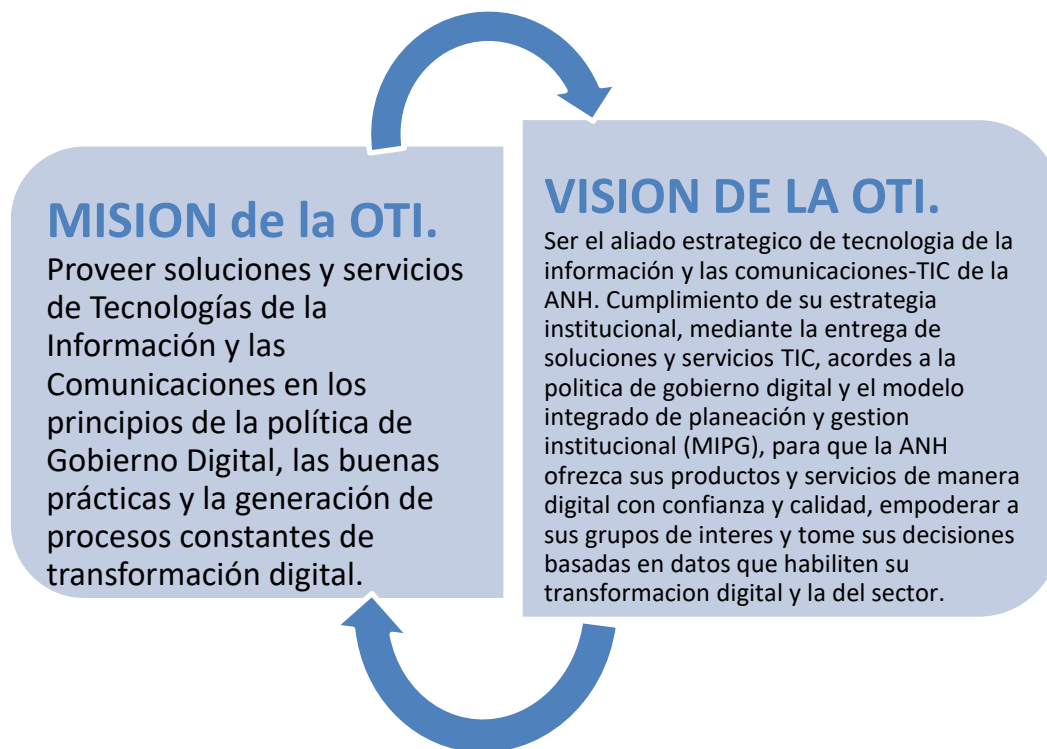 MISION de la OTI.
Proveer soluciones y servicios
de Tecnologías de la
Información y las
Comunicaciones en los
principios de la política de
Gobierno Digital, las buenas
prácticas y la generación de
procesos constantes de
transformación digital.
VISION DE LA OTI.
Ser el aliado estrategico de tecnologia de la
información y las comunicaciones-TIC de la
ANH. Cumplimiento de su estrategia
institucional, mediante la entrega de
soluciones y servicios TIC, acordes a la
politica de gobierno digital y el modelo
integrado de planeación y gestion
institucional (MIPG), para que la ANH
ofrezca sus productos y servicios de manera
digital con confianza y calidad, empoderar a
sus grupos de interes y tome sus decisiones
basadas en datos que habiliten su
transformacion digital y la del sector.